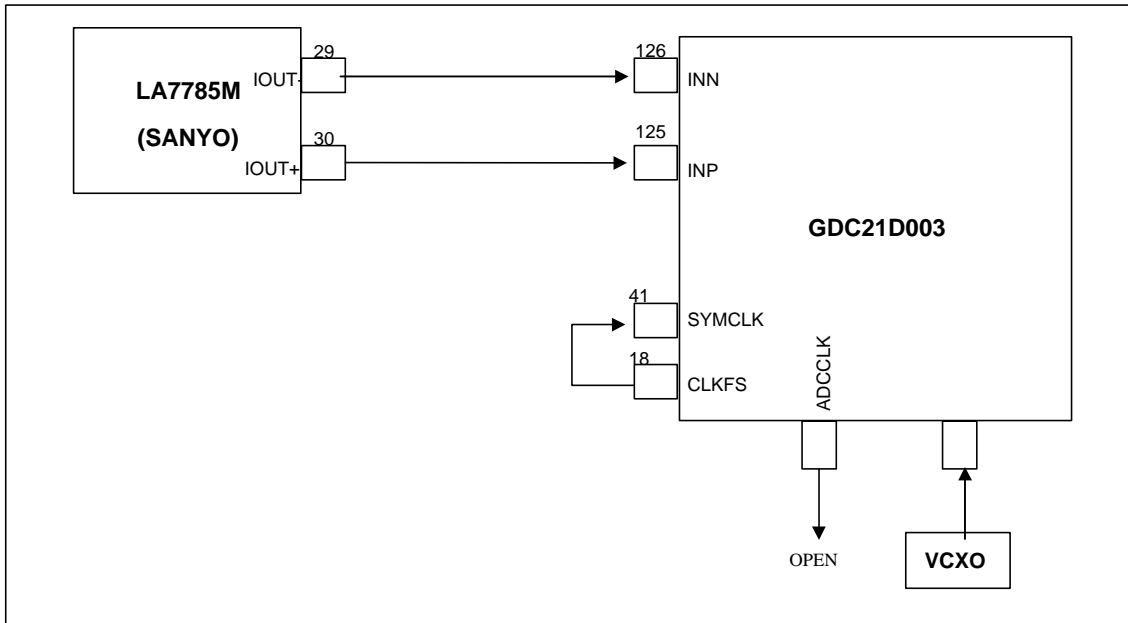 29
126
IOUT-
INN
LA7785M
(SANYO)
30
125
IOUT+
INP
GDC21D003
41
SYMCLK
18
CLKFS
ADCCLK
OPEN
VCXO